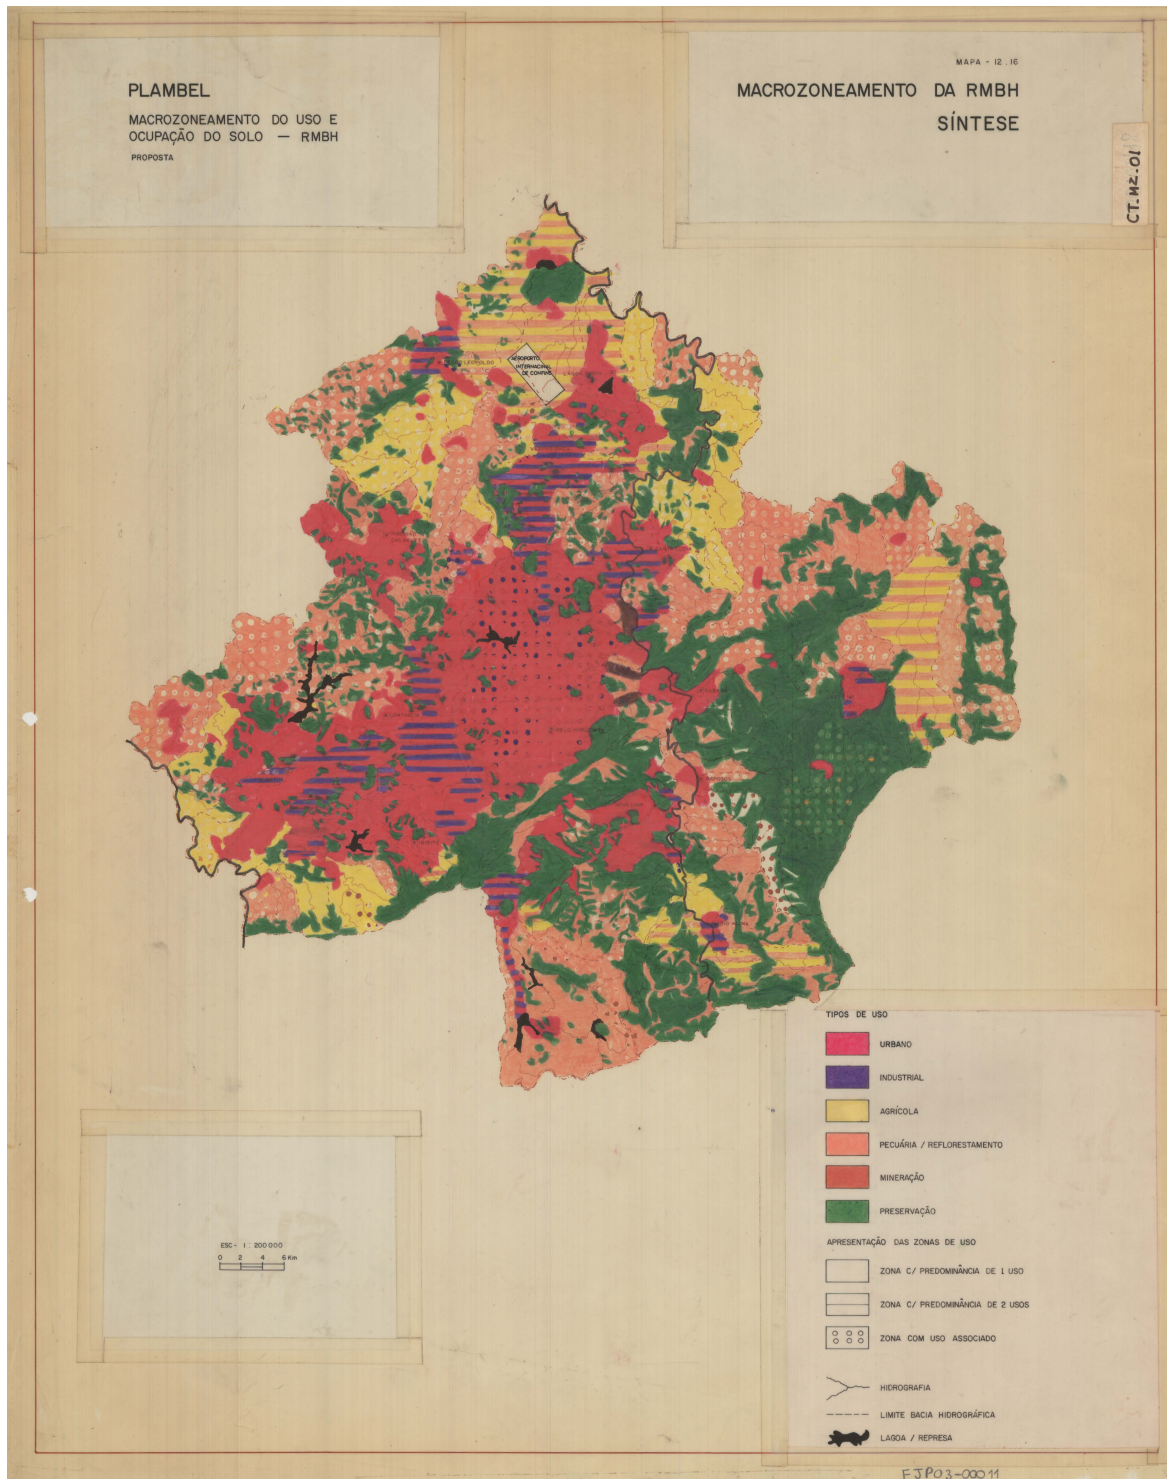 PLAMBEL
MACROZONEAMENTO DO USO E
OCUPAÇÃO DO SOLO — RMBH
PROPOSTA
MAPA - 12.16
MACROZONEAMENTO DA RMBH
SÍNTESE
CT.MZ.01
AEROPORTO
INTERNACIONAL
DE CONFINS
ESC- 1 : 200 000
0 2 4 6 Km
TIPOS DE USO
URBANO
INDUSTRIAL
AGRÍCOLA
PECUÁRIA / REFLORESTAMENTO
MINERAÇÃO
PRESERVAÇÃO
APRESENTAÇÃO DAS ZONAS DE USO
ZONA C/ PREDOMINÂNCIA DE 1 USO
ZONA C/ PREDOMINÂNCIA DE 2 USOS
ZONA COM USO ASSOCIADO
HIDROGRAFIA
LIMITE BACIA HIDROGRÁFICA
LAGOA / REPRESA
FJP03-00011